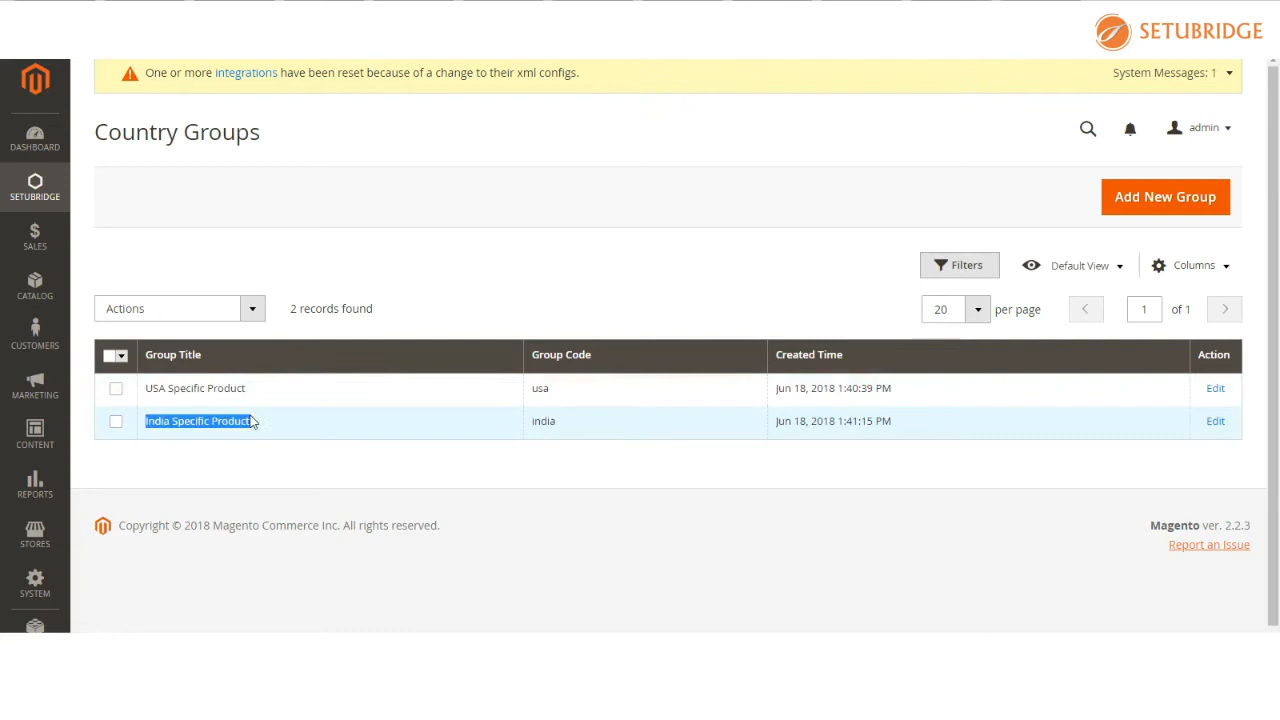 SETUBRIDGE
One or more integrations have been reset because of a change to their xml configs.
System Messages: 1
Country Groups
admin
DASHBOARD
SETUBRIDGE
SALES
CATALOG
CUSTOMERS
MARKETING
CONTENT
REPORTS
STORES
SYSTEM
Add New Group
Filters
Default View
Columns
Actions
2 records found
20 per page
1 of 1
Group Title Group Code Created Time Action
USA Specific Product usa Jun 18, 2018 1:40:39 PM Edit
India Specific Product india Jun 18, 2018 1:41:15 PM Edit
Copyright © 2018 Magento Commerce Inc. All rights reserved.
Magento ver. 2.2.3
Report an Issue